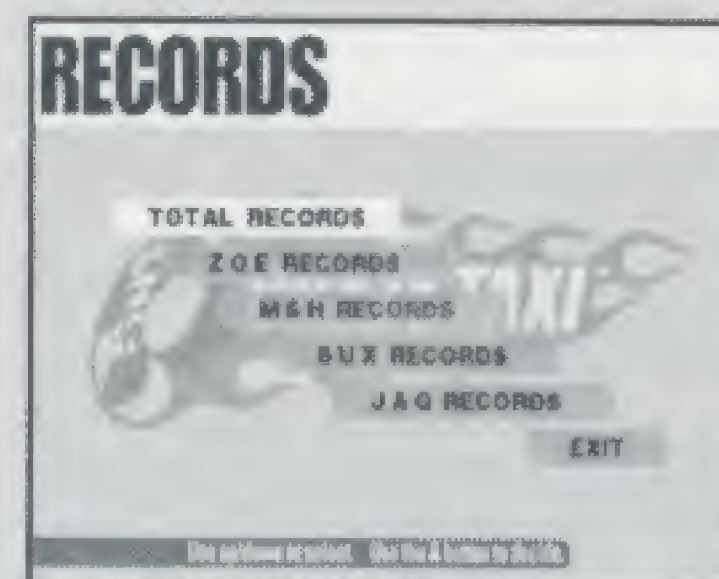 RECORDS
TOTAL RECORDS
ZOE RECORDS
TAXI
M&H RECORDS
BUX RECORDS
JAQ RECORDS
EXIT